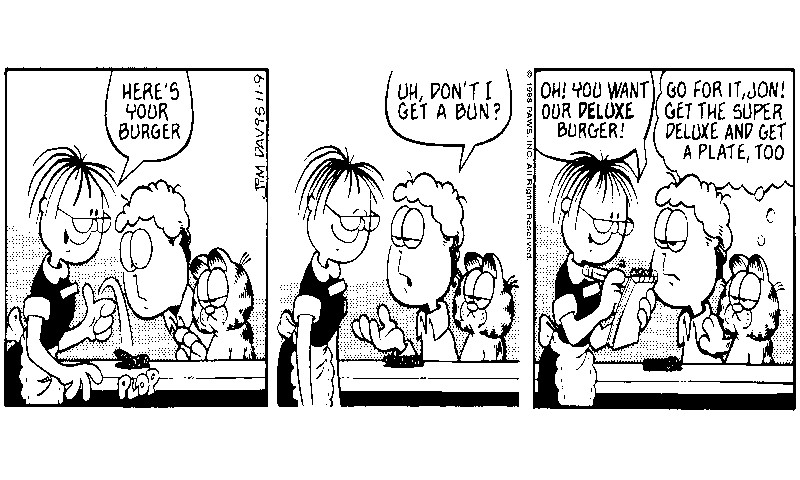 HERE'S
YOUR
BURGER
JIM DAVIS 11·9
PLOP
UH, DON'T I
GET A BUN?
© 1988 PAWS, INC. All Rights Reserved.
OH! YOU WANT
OUR DELUXE
BURGER!
GO FOR IT, JON!
GET THE SUPER
DELUXE AND GET
A PLATE, TOO